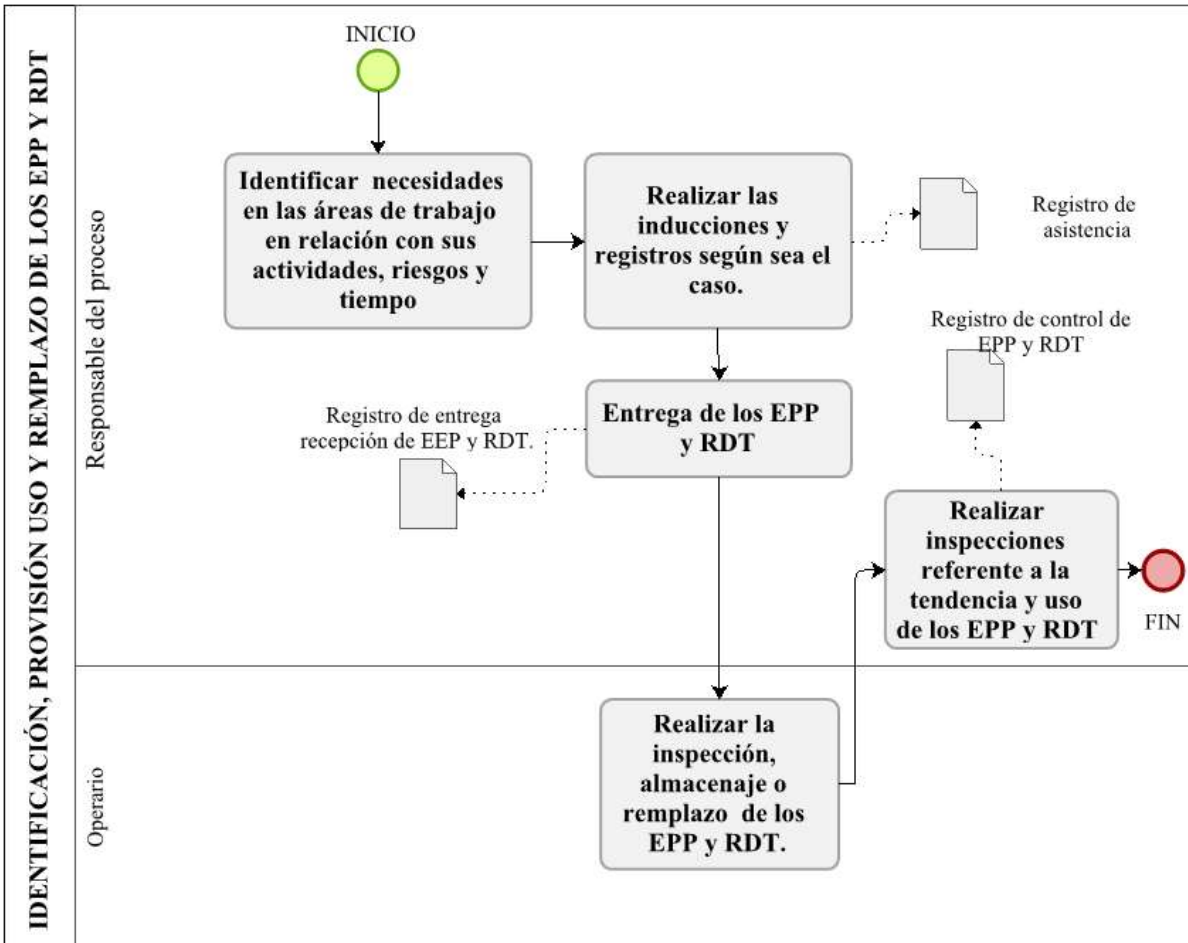 IDENTIFICACIÓN, PROVISIÓN USO Y REMPLAZO DE LOS EPP Y RDT
Responsable del proceso
INICIO
Identificar necesidades
en las áreas de trabajo
en relación con sus
actividades, riesgos y
tiempo
Realizar las
inducciones y
registros según sea el
caso.
Registro de
asistencia
Registro de control de
EPP y RDT
Registro de entrega
recepción de EEP y RDT.
Entrega de los EPP
y RDT
Realizar
inspecciones
referente a la
tendencia y uso
de los EPP y RDT
FIN
Operario
Realizar la
inspección,
almacenaje o
remplazo de los
EPP y RDT.